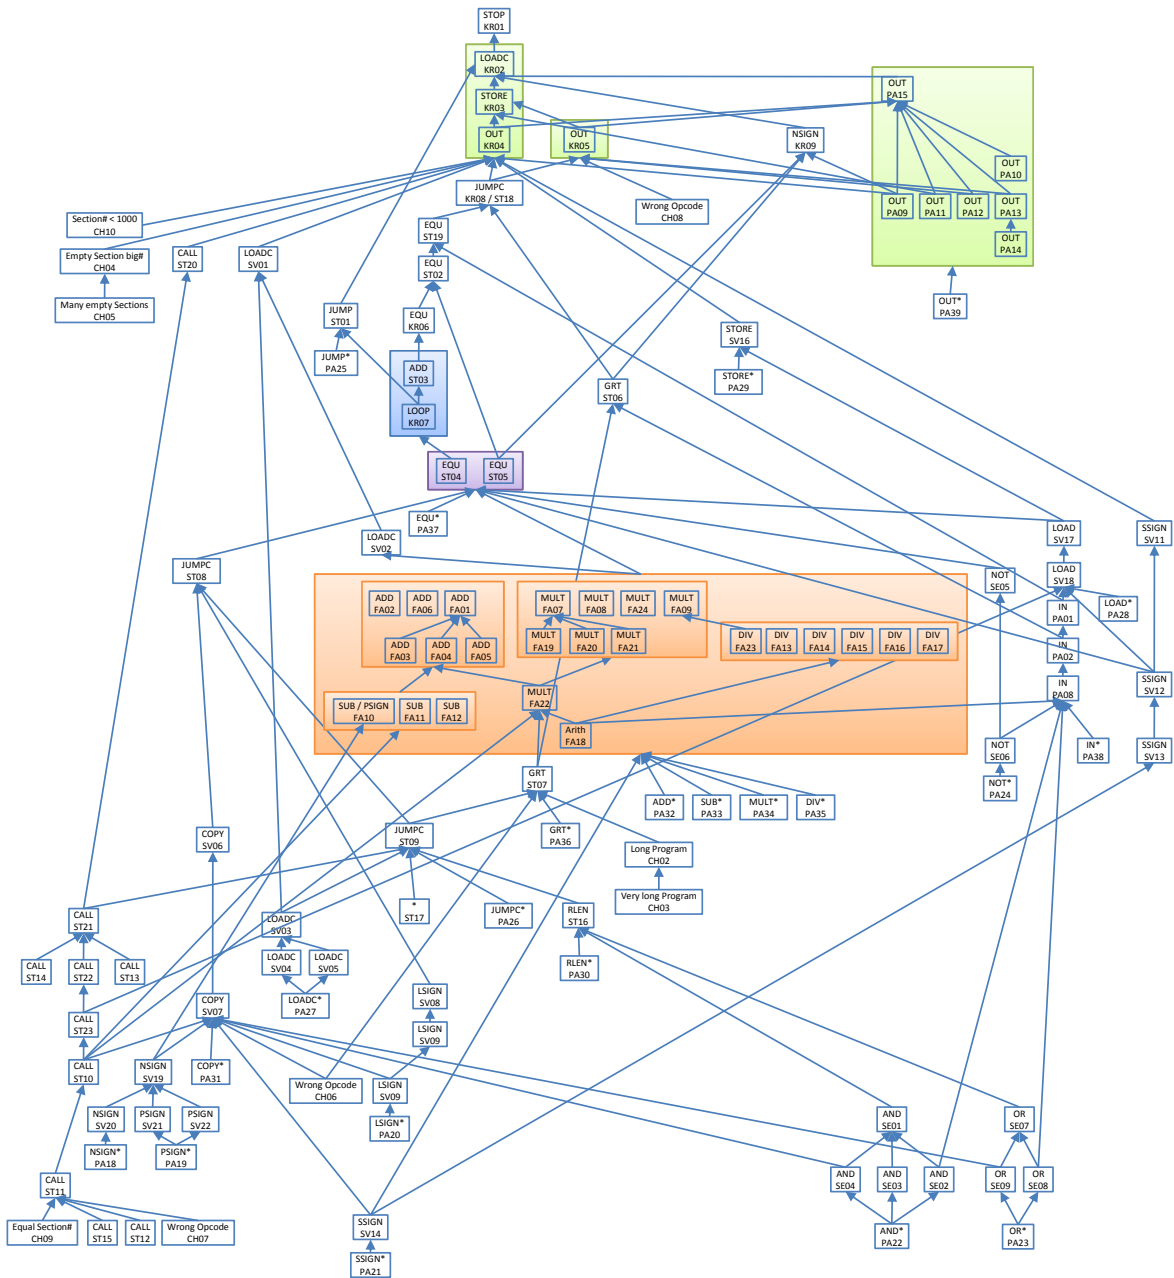 STOP
KR01
LOADC
KR02
STORE
KR03
OUT
KR04
OUT
KR05
NSIGN
KR09
OUT
PA15
OUT
PA10
OUT
PA09
OUT
PA11
OUT
PA12
OUT
PA13
OUT
PA14
JUMPC
KR08 / ST18
Wrong Opcode
CH08
Section# < 1000
CH10
EQU
ST19
Empty Section big#
CH04
CALL
ST20
LOADC
SV01
EQU
ST02
Many empty Sections
CH05
OUT*
PA39
JUMP
ST01
EQU
KR06
STORE
SV16
JUMP*
PA25
ADD
ST03
STORE*
PA29
GRT
ST06
LOOP
KR07
EQU
ST04
EQU
ST05
EQU*
PA37
LOADC
SV02
LOAD
SV17
SSIGN
SV11
JUMPC
ST08
NOT
SE05
LOAD
SV18
LOAD*
PA28
ADD
FA02
ADD
FA06
ADD
FA01
MULT
FA07
MULT
FA08
MULT
FA24
MULT
FA09
IN
PA01
ADD
FA03
ADD
FA04
ADD
FA05
MULT
FA19
MULT
FA20
MULT
FA21
DIV
FA23
DIV
FA13
DIV
FA14
DIV
FA15
DIV
FA16
DIV
FA17
IN
PA02
SSIGN
SV12
IN
PA08
SUB / PSIGN
FA10
SUB
FA11
SUB
FA12
MULT
FA22
Arith
FA18
NOT
SE06
IN*
PA38
SSIGN
SV13
GRT
ST07
NOT*
PA24
ADD*
PA32
SUB*
PA33
MULT*
PA34
DIV*
PA35
COPY
SV06
JUMPC
ST09
GRT*
PA36
Long Program
CH02
Very long Program
CH03
CALL
ST21
LOADC
SV03
*
ST17
JUMPC*
PA26
RLEN
ST16
CALL
ST14
CALL
ST22
CALL
ST13
LOADC
SV04
LOADC
SV05
RLEN*
PA30
LOADC*
PA27
COPY
SV07
LSIGN
SV08
CALL
ST23
LSIGN
SV09
CALL
ST10
NSIGN
SV19
COPY*
PA31
Wrong Opcode
CH06
LSIGN
SV09
NSIGN
SV20
PSIGN
SV21
PSIGN
SV22
LSIGN*
PA20
AND
SE01
OR
SE07
NSIGN*
PA18
PSIGN*
PA19
CALL
ST11
AND
SE04
AND
SE03
AND
SE02
OR
SE09
OR
SE08
Equal Section#
CH09
CALL
ST15
CALL
ST12
Wrong Opcode
CH07
SSIGN
SV14
AND*
PA22
OR*
PA23
SSIGN*
PA21